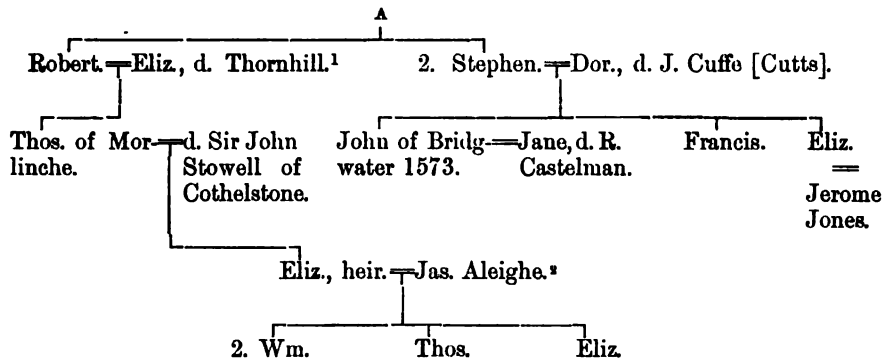 A
Robert. = Eliz., d. Thornhill.¹ 2. Stephen. = Dor., d. J. Cuffe [Cutts].
Thos. of Mor- = d. Sir John John of Bridg- = Jane, d. R. Francis. Eliz.
linche. Stowell of water 1573. Castelman. =
Cothelstone. Jerome
Jones.
Eliz., heir. = Jas. Aleighe.²
2. Wm. Thos. Eliz.